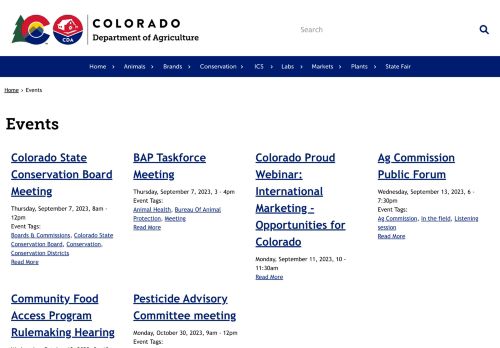 COLORADO
Department of Agriculture
CDA
Search
Home
Animals
Brands
Conservation
ICS
Labs
Markets
Plants
State Fair
Home › Events
Events
Colorado State
Conservation Board
Meeting
Thursday, September 7, 2023, 8am -
12pm
Event Tags:
Boards & Commissions, Colorado State
Conservation Board, Conservation,
Conservation Districts
Read More
BAP Taskforce
Meeting
Thursday, September 7, 2023, 3 - 4pm
Event Tags:
Animal Health, Bureau Of Animal
Protection, Meeting
Read More
Colorado Proud
Webinar:
International
Marketing –
Opportunities for
Colorado
Monday, September 11, 2023, 10 -
11:30am
Read More
Ag Commission
Public Forum
Wednesday, September 13, 2023, 6 -
7:30pm
Event Tags:
Ag Commission, In the field, Listening
session
Read More
Community Food
Access Program
Rulemaking Hearing
Pesticide Advisory
Committee meeting
Monday, October 30, 2023, 9am - 12pm
Event Tags: